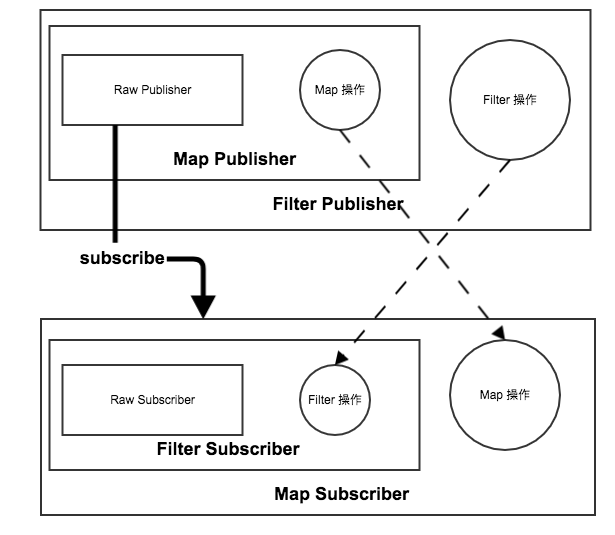 Raw Publisher
Map 操作
Filter 操作
Map Publisher
Filter Publisher
subscribe
Raw Subscriber
Filter 操作
Map 操作
Filter Subscriber
Map Subscriber